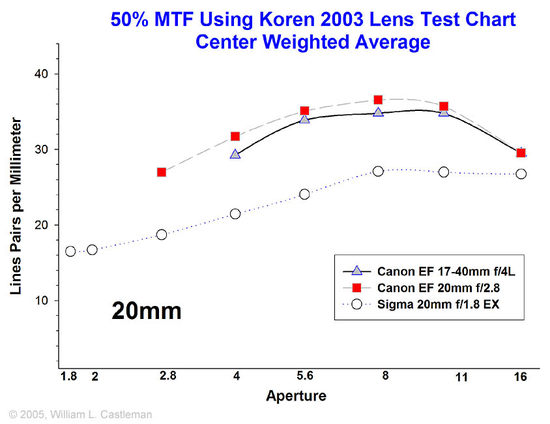 50% MTF Using Koren 2003 Lens Test Chart
Center Weighted Average
Lines Pairs per Millimeter
40
30
20
10
20mm
Canon EF 17-40mm f/4L
Canon EF 20mm f/2.8
Sigma 20mm f/1.8 EX
1.8 2 2.8 4 5.6 8 11 16
Aperture
© 2005, William L. Castleman